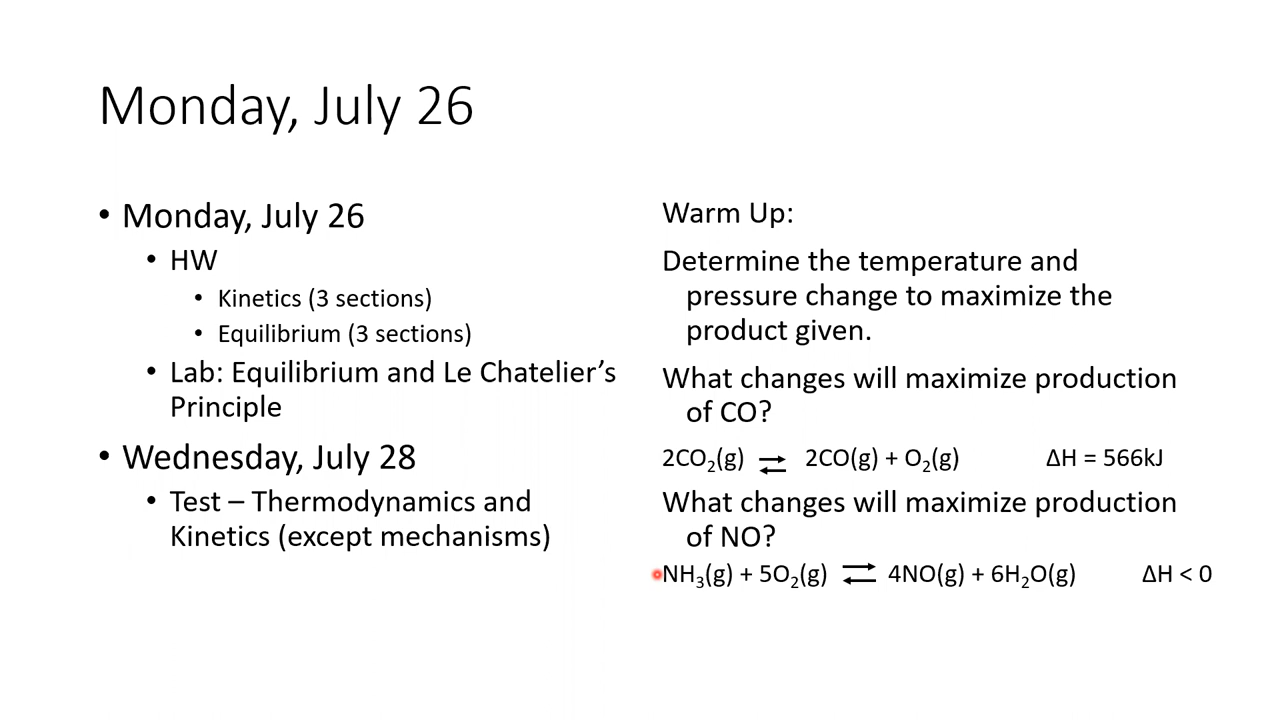 Monday, July 26
• Monday, July 26
• HW
• Kinetics (3 sections)
• Equilibrium (3 sections)
• Lab: Equilibrium and Le Chatelier’s
Principle
• Wednesday, July 28
• Test – Thermodynamics and
Kinetics (except mechanisms)
Warm Up:
Determine the temperature and
pressure change to maximize the
product given.
What changes will maximize production
of CO?
2CO₂(g) ⇌ 2CO(g) + O₂(g) ΔH = 566kJ
What changes will maximize production
of NO?
NH₃(g) + 5O₂(g) ⇌ 4NO(g) + 6H₂O(g) ΔH < 0